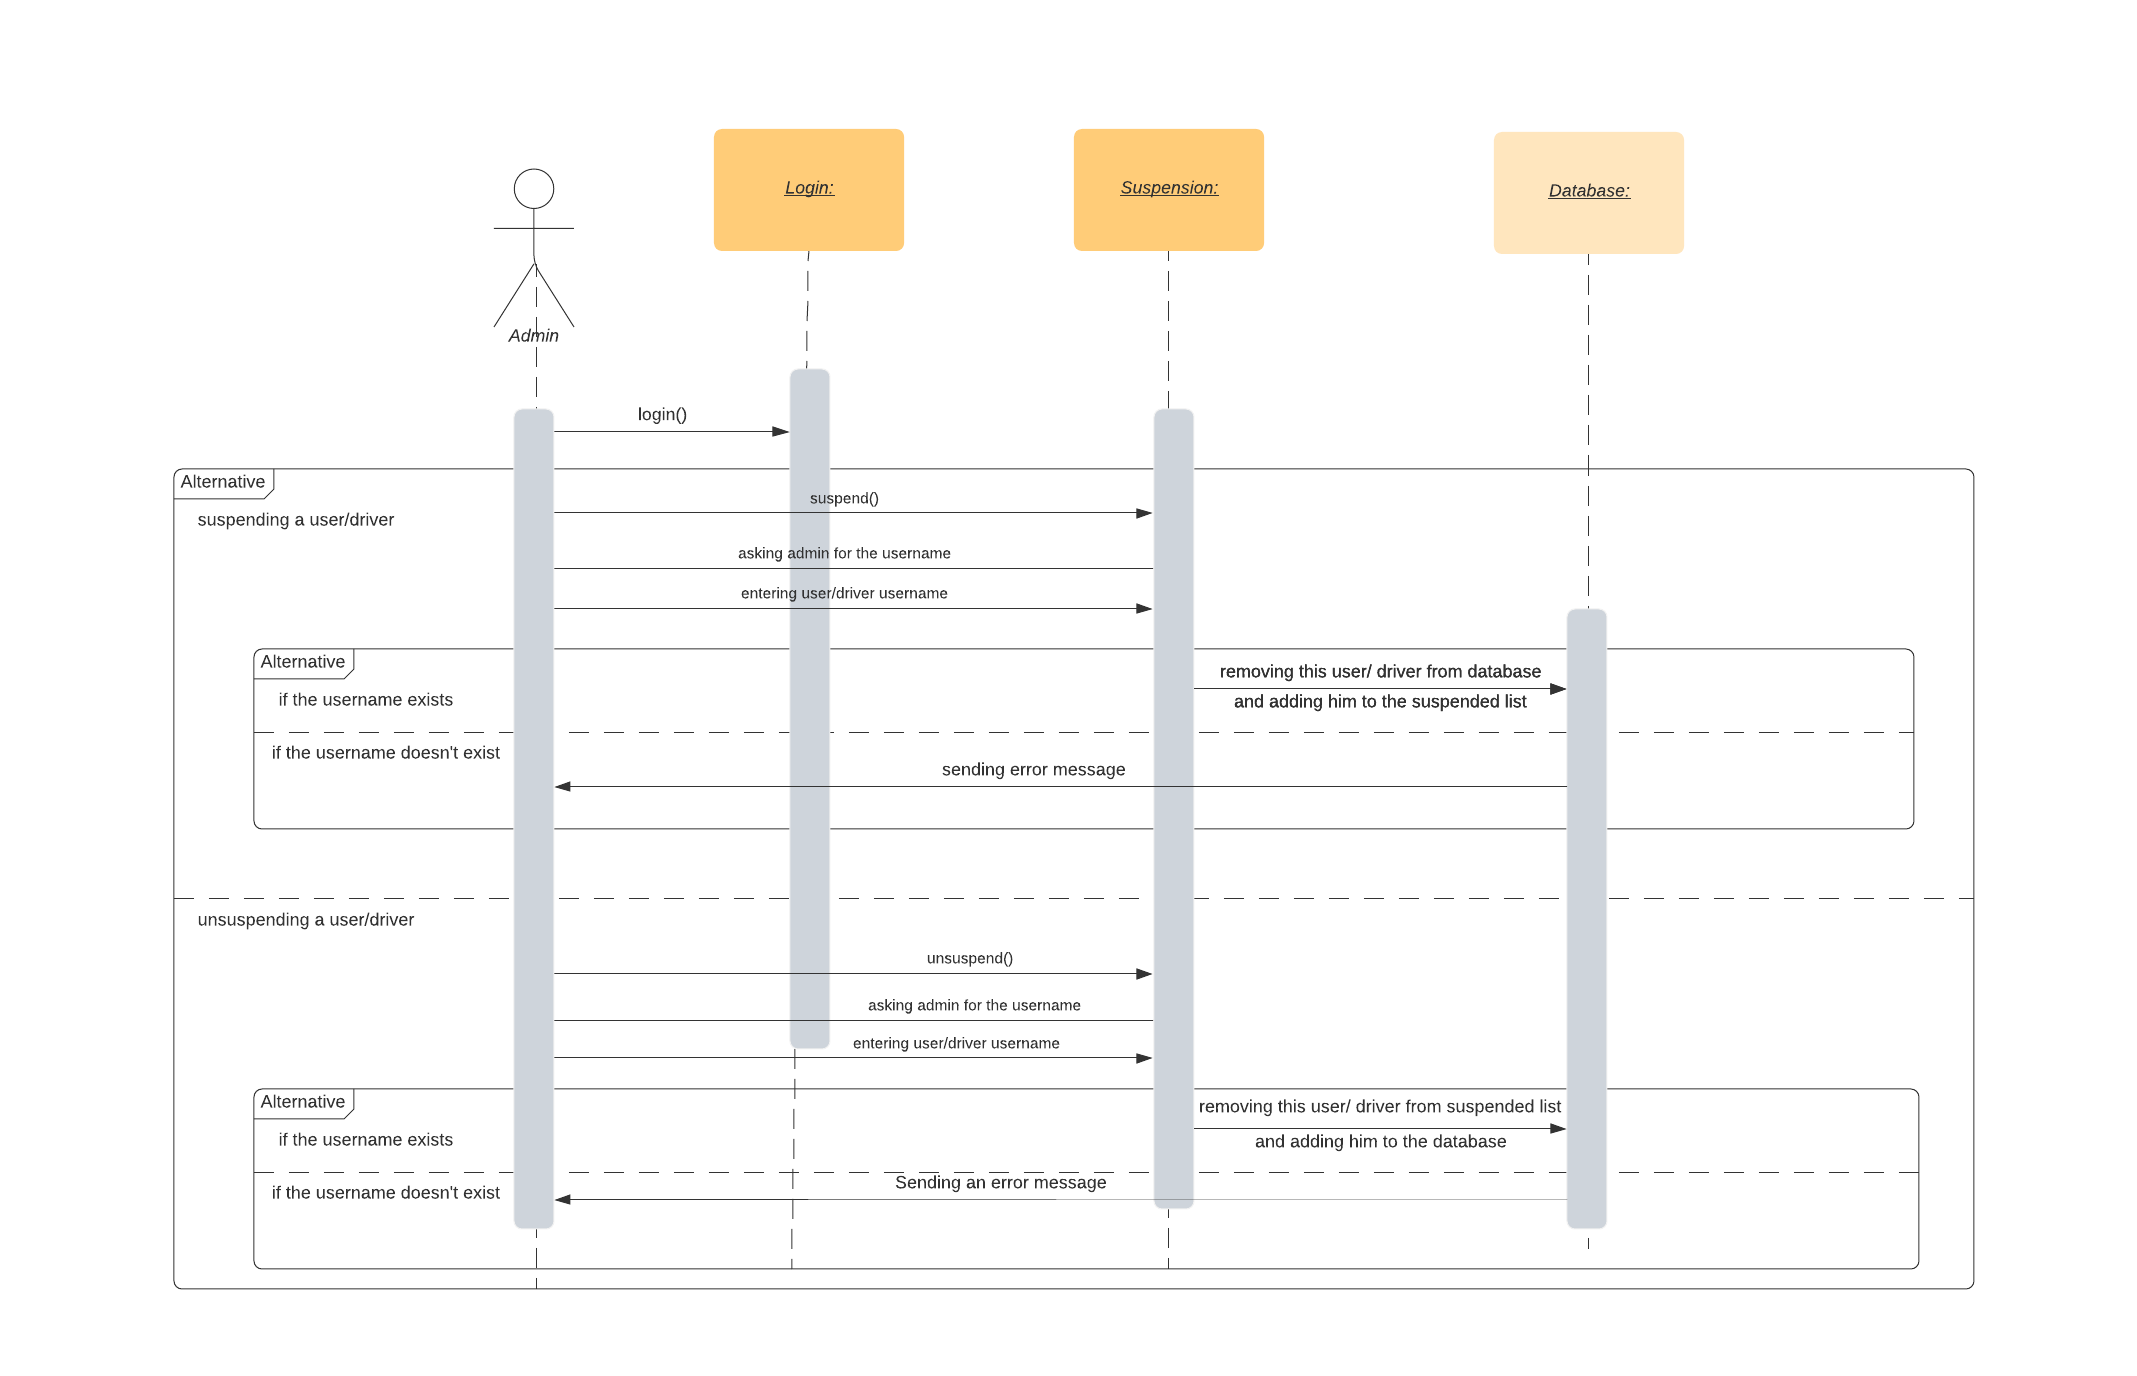 Login:
Suspension:
Database:
Admin
login()
Alternative
suspend()
suspending a user/driver
asking admin for the username
entering user/driver username
Alternative
removing this user/ driver from database
if the username exists
and adding him to the suspended list
if the username doesn't exist
sending error message
unsuspending a user/driver
unsuspend()
asking admin for the username
entering user/driver username
Alternative
removing this user/ driver from suspended list
if the username exists
and adding him to the database
if the username doesn't exist
Sending an error message